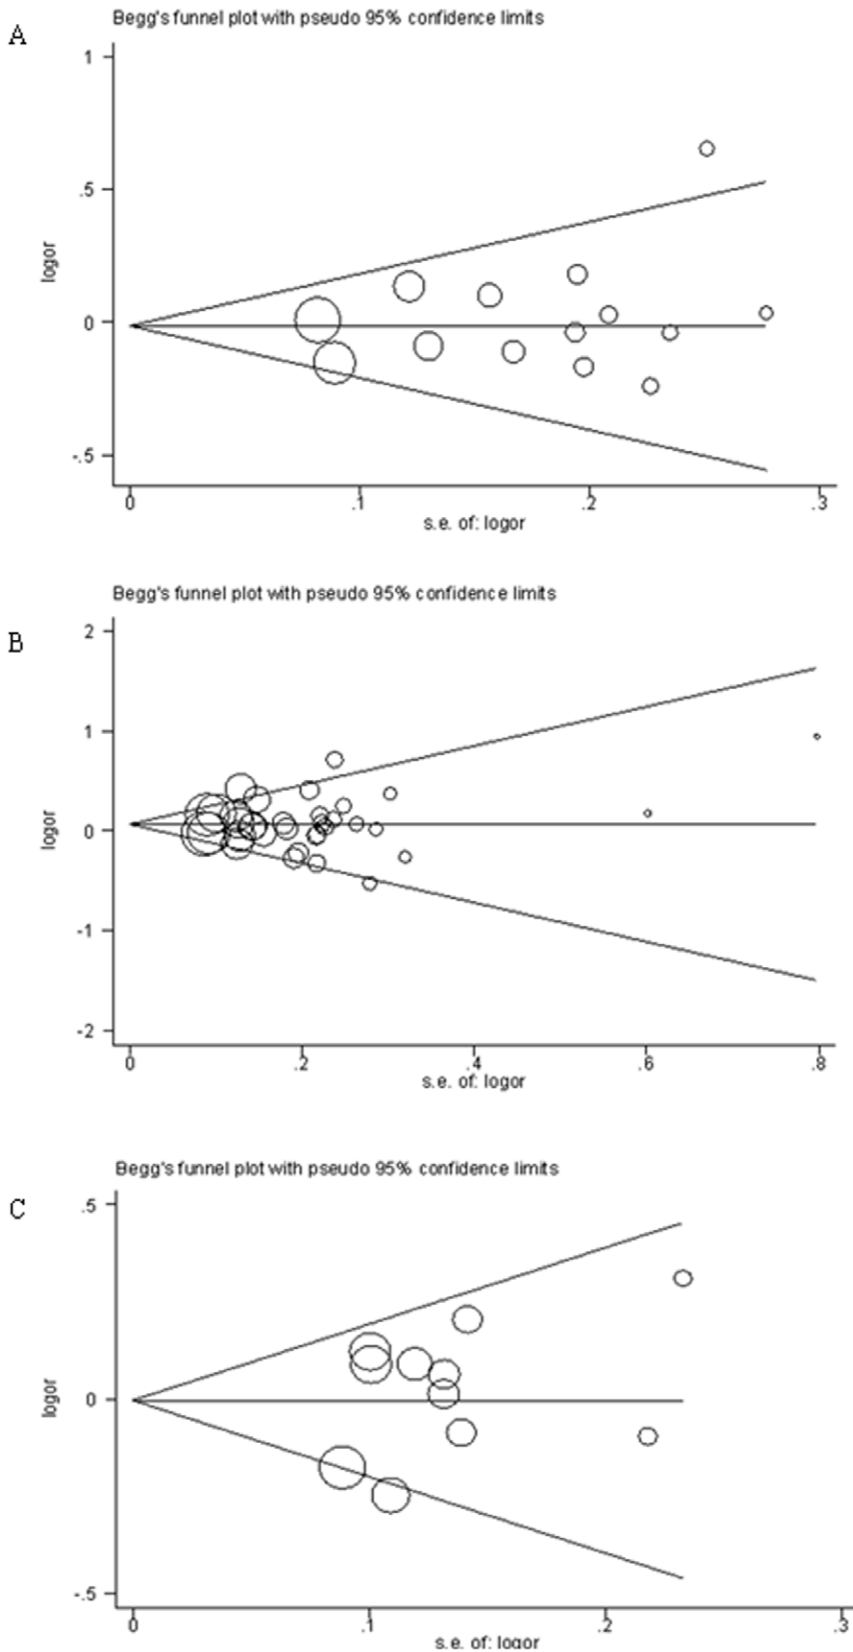 A
Begg's funnel plot with pseudo 95% confidence limits
1
.5
0
-.5
logor
0 .1 .2 .3
s.e. of: logor
B
Begg's funnel plot with pseudo 95% confidence limits
2
1
0
-1
-2
logor
0 .2 .4 .6 .8
s.e. of: logor
C
Begg's funnel plot with pseudo 95% confidence limits
.5
0
-.5
logor
0 .1 .2 .3
s.e. of: logor